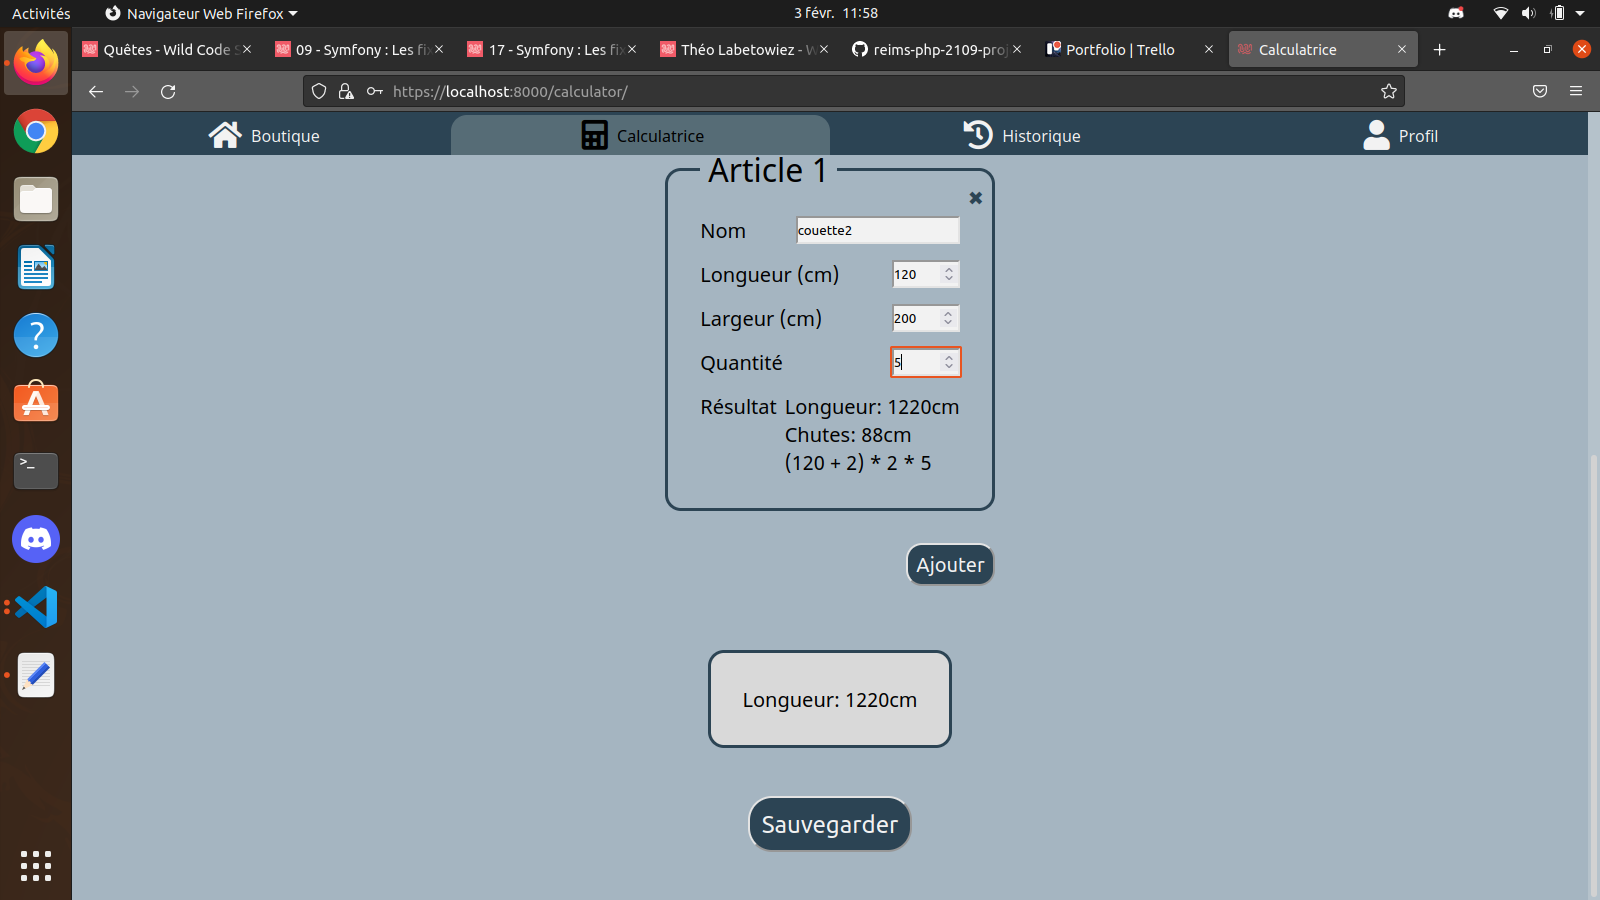 Activités
Navigateur Web Firefox
3 févr. 11:58
Quêtes - Wild Code S
09 - Symfony : Les fix
17 - Symfony : Les fix
Théo Labetowiez - W
reims-php-2109-proj
Portfolio | Trello
Calculatrice
https://localhost:8000/calculator/
Boutique
Calculatrice
Historique
Profil
Article 1
Nom
couette2
Longueur (cm)
120
Largeur (cm)
200
Quantité
5
Résultat Longueur: 1220cm
Chutes: 88cm
(120 + 2) * 2 * 5
Ajouter
Longueur: 1220cm
Sauvegarder